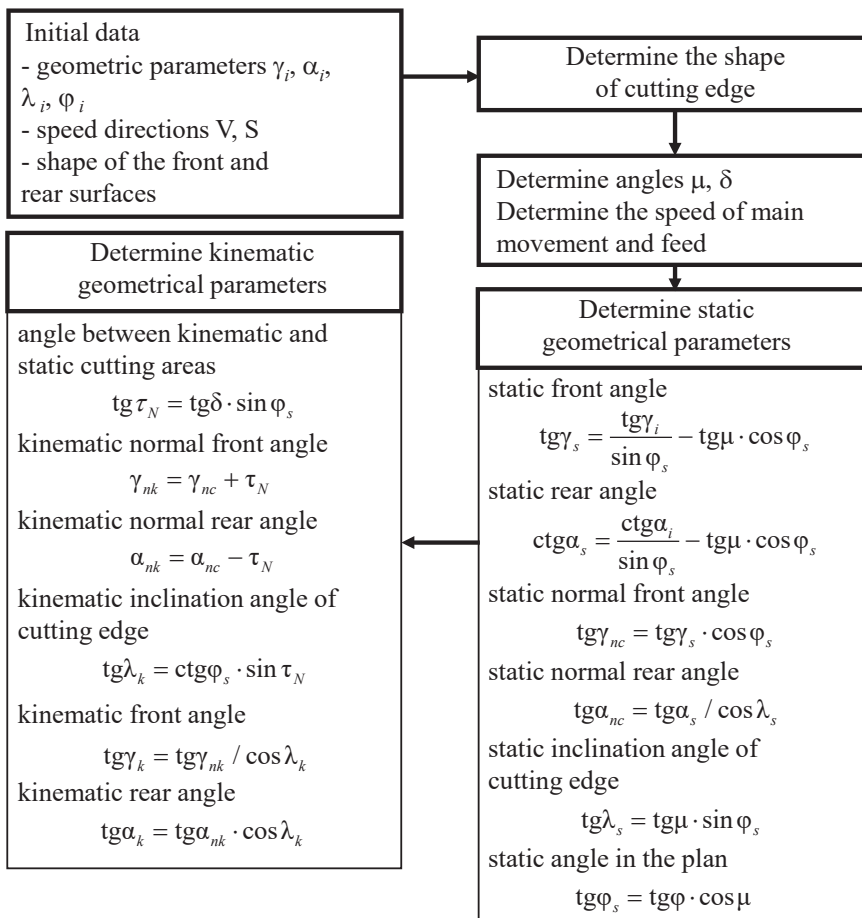 Initial data
- geometric parameters γᵢ, αᵢ,
λᵢ, φᵢ
- speed directions V, S
- shape of the front and
rear surfaces
Determine the shape
of cutting edge
Determine angles μ, δ
Determine the speed of main
movement and feed
Determine static
geometrical parameters
static front angle
tgγ_s = tgγ_i / sin φ_s − tgμ · cos φ_s
static rear angle
ctgα_s = ctgα_i / sin φ_s − tgμ · cos φ_s
static normal front angle
tgγ_nc = tgγ_s · cos φ_s
static normal rear angle
tgα_nc = tgα_s / cos λ_s
static inclination angle of
cutting edge
tgλ_s = tgμ · sin φ_s
static angle in the plan
tgφ_s = tgφ · cos μ
Determine kinematic
geometrical parameters
angle between kinematic and
static cutting areas
tg τ_N = tgδ · sin φ_s
kinematic normal front angle
γ_nk = γ_nc + τ_N
kinematic normal rear angle
α_nk = α_nc − τ_N
kinematic inclination angle of
cutting edge
tgλ_k = ctgφ_s · sin τ_N
kinematic front angle
tgγ_k = tgγ_nk / cos λ_k
kinematic rear angle
tgα_k = tgα_nk · cos λ_k